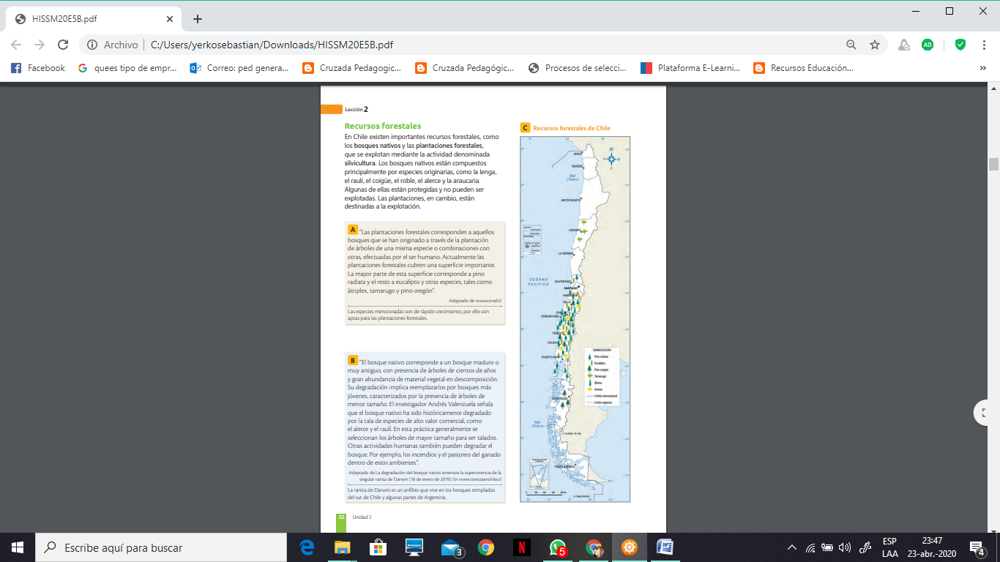 HISSM20E5B.pdf
Archivo
C:/Users/yerkosebastian/Downloads/HISSM20E5B.pdf
AD
Facebook
quees tipo de empr...
Correo: ped genera...
Cruzada Pedagogic...
Cruzada Pedagógic...
Procesos de selecci...
Plataforma E-Learni...
Recursos Educación...
»
Lección 2
Recursos forestales
En Chile existen importantes recursos forestales, como
los bosques nativos y las plantaciones forestales,
que se explotan mediante la actividad denominada
silvicultura. Los bosques nativos están compuestos
principalmente por especies originarias, como la lenga,
el raulí, el coigüe, el roble, el alerce y la araucaria.
Algunas de ellas están protegidas y no pueden ser
explotadas. Las plantaciones, en cambio, están
destinadas a la explotación.
A "Las plantaciones forestales corresponden a aquellos
bosques que se han originado a través de la plantación
de árboles de una misma especie o combinaciones con
otras, efectuadas por el ser humano. Actualmente las
plantaciones forestales cubren una superficie importante.
La mayor parte de esta superficie corresponde a pino
radiata y el resto a eucalipto y otras especies, tales como
átriplex, tamarugo y pino oregón".
Adaptado de www.conaf.cl
Las especies mencionadas son de rápido crecimiento, por ello son
aptas para las plantaciones forestales.
B "El bosque nativo corresponde a un bosque maduro o
muy antiguo, con presencia de árboles de cientos de años
y gran abundancia de material vegetal en descomposición.
Su degradación implica reemplazarlos por bosques más
jóvenes, caracterizados por la presencia de árboles de
menor tamaño. El investigador Andrés Valenzuela señala
que el bosque nativo ha sido históricamente degradado
por la tala de especies de alto valor comercial, como
el alerce y el raulí. En esta práctica generalmente se
seleccionan los árboles de mayor tamaño para ser talados.
Otras actividades humanas también pueden degradar el
bosque. Por ejemplo, los incendios y el pastoreo del ganado
dentro de estos ambientes".
Adaptado de La degradación del bosque nativo amenaza la supervivencia de la
singular ranita de Darwin (16 de enero de 2019). En www.cienciaenchile.cl
La ranita de Darwin es un anfibio que vive en los bosques templados
del sur de Chile y algunas partes de Argentina.
32 Unidad 1
C Recursos forestales de Chile
N
ARICA
IQUIQUE
Mar
Chileno
ANTOFAGASTA
COPIAPÓ
LA SERENA
OCÉANO
PACÍFICO
VALPARAÍSO
SANTIAGO
TALCA
CONCEPCIÓN
TEMUCO
VALDIVIA
PUERTO MONTT
COYHAIQUE
Mar
Chileno
PUNTA ARENAS
SIMBOLOGÍA
Pino radiata
Eucalipto
Pino oregón
Tamarugo
Álamo
Aromo
Límite internacional
Límite regional
Escribe aquí para buscar
3
N
5
ESP
LAA
23:47
23-abr.-2020
4